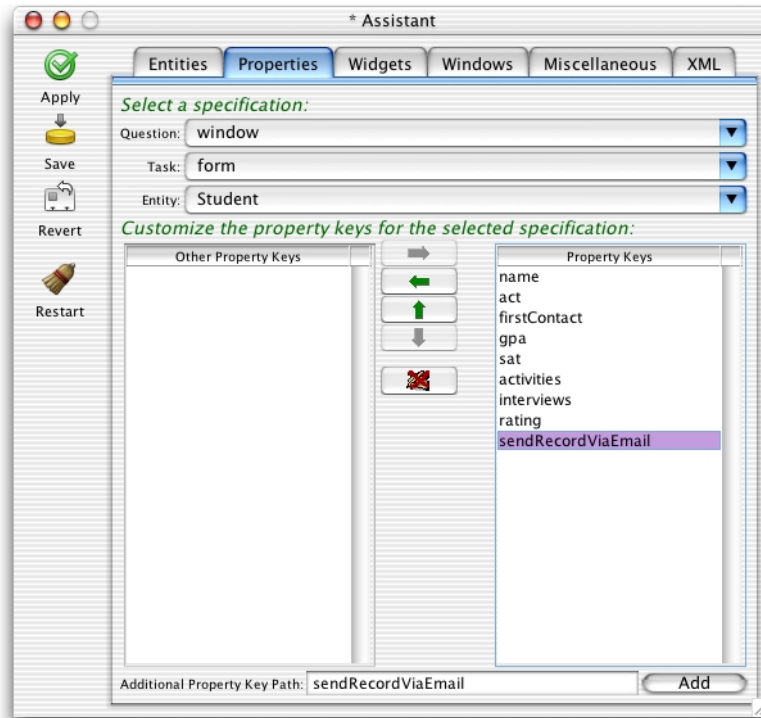 * Assistant
Apply
Save
Revert
Restart
Entities Properties Widgets Windows Miscellaneous XML
Select a specification:
Question: window
Task: form
Entity: Student
Customize the property keys for the selected specification:
Other Property Keys
Property Keys
name
act
firstContact
gpa
sat
activities
interviews
rating
sendRecordViaEmail
Additional Property Key Path: sendRecordViaEmail Add